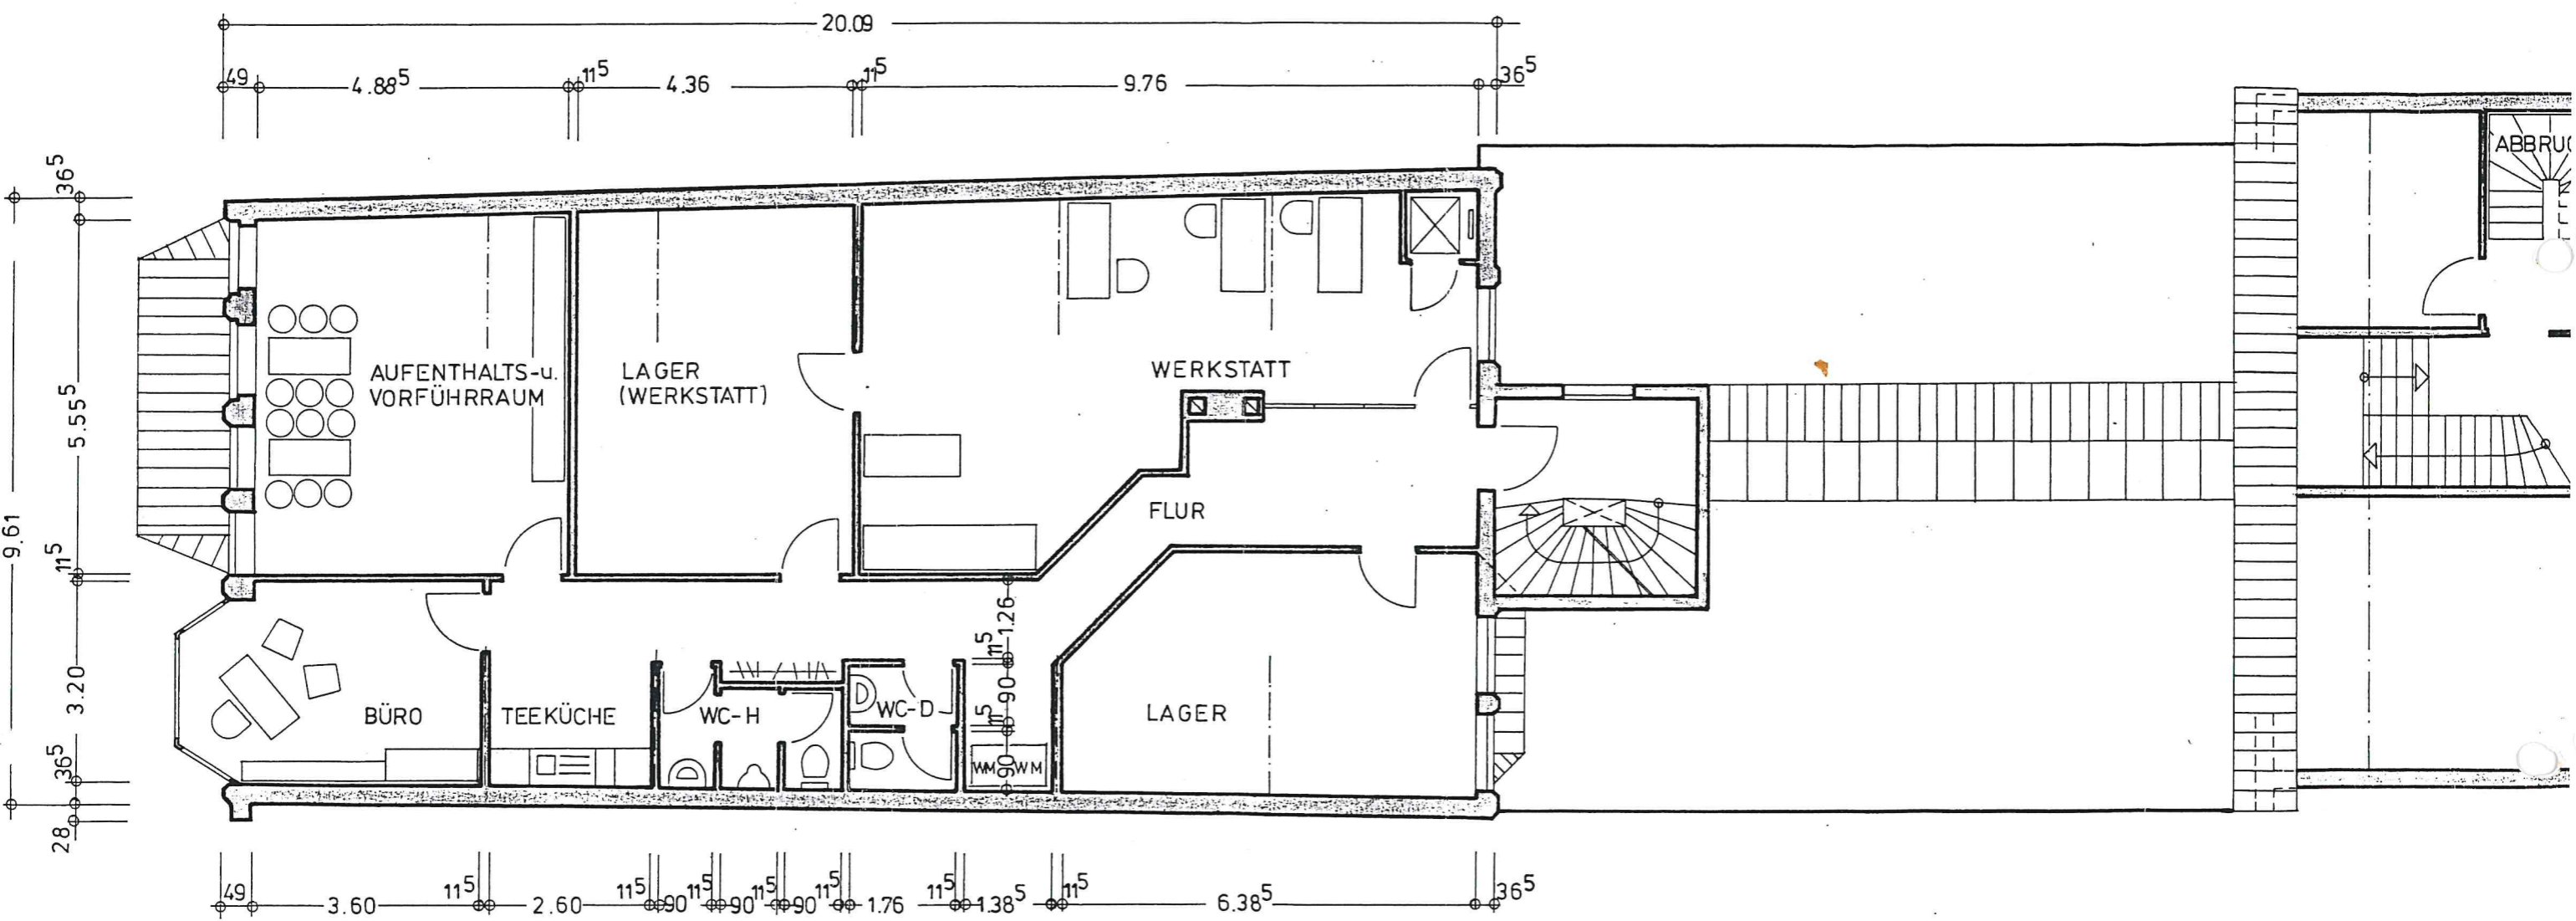 20.09
49
4.88⁵
11⁵
4.36
11⁵
9.76
36⁵
36⁵
5.55⁵
11⁵
3.20
36⁵
28
9.61
ABBRUC
AUFENTHALTS-u.
VORFÜHRRAUM
LAGER
(WERKSTATT)
WERKSTATT
FLUR
1.26
11⁵
90
11⁵
90
BÜRO
TEEKÜCHE
WC-H
WC-D
WM
WM
LAGER
49
3.60
11⁵
2.60
11⁵
90
11⁵
90
11⁵
90
11⁵
1.76
11⁵
1.38⁵
11⁵
6.38⁵
36⁵